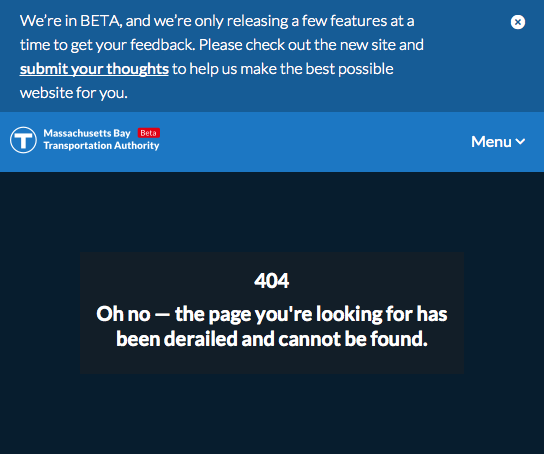 We're in BETA, and we're only releasing a few features at a
time to get your feedback. Please check out the new site and
submit your thoughts to help us make the best possible
website for you.
T
Massachusetts Bay Beta
Transportation Authority
Menu
404
Oh no — the page you're looking for has
been derailed and cannot be found.